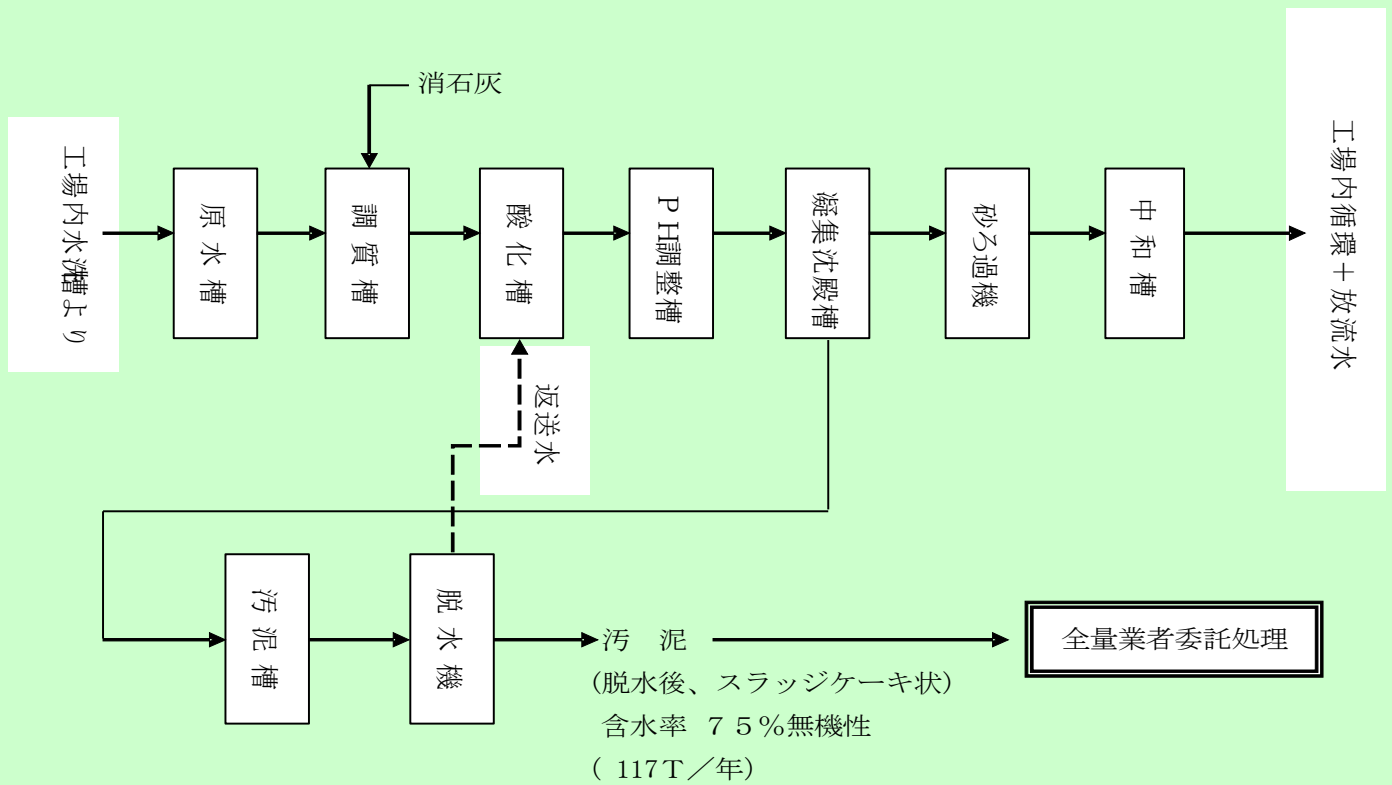 消石灰
工場内水洗槽より
原水槽
調質槽
酸化槽
ＰH調整槽
凝集沈殿槽
砂ろ過機
中和槽
工場内循環＋放流水
返送水
汚泥槽
脱水機
汚　泥
(脱水後、スラッジケーキ状)
含水率 ７５%無機性
( 117Ｔ／年)
全量業者委託処理